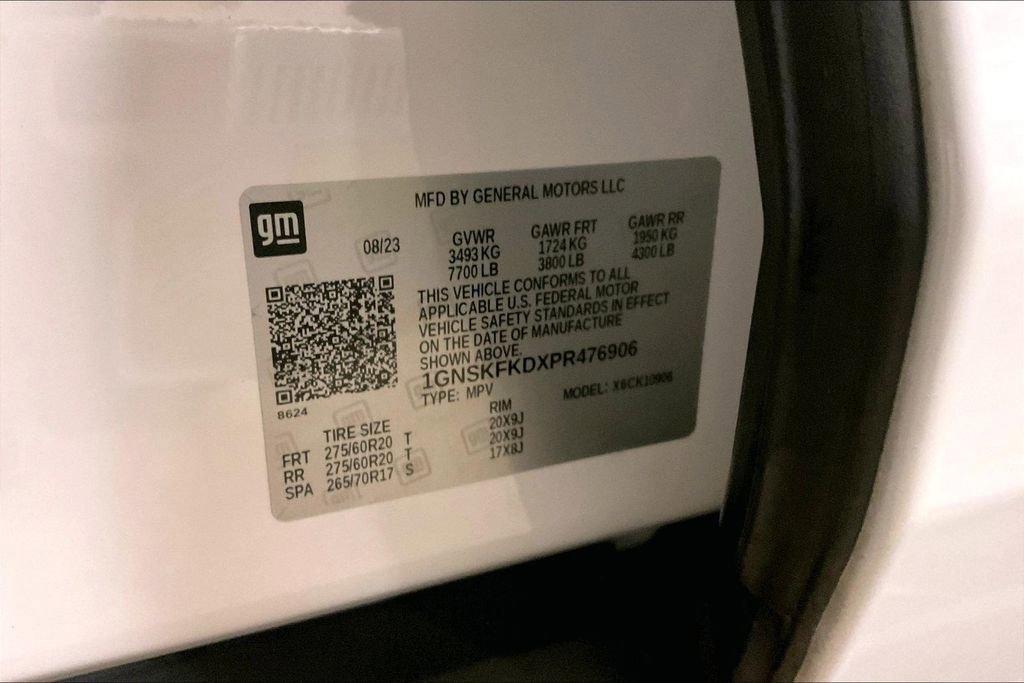 MFD BY GENERAL MOTORS LLC
gm
08/23 GVWR GAWR FRT GAWR RR
3493 KG 1724 KG 1950 KG
7700 LB 3800 LB 4300 LB
THIS VEHICLE CONFORMS TO ALL
APPLICABLE U.S. FEDERAL MOTOR
VEHICLE SAFETY STANDARDS IN EFFECT
ON THE DATE OF MANUFACTURE
SHOWN ABOVE.
1GNSKFKDXPR476906
TYPE: MPV MODEL: X6CK10906
8624
TIRE SIZE RIM
FRT 275/60R20 T 20X9J
RR 275/60R20 T 20X9J
SPA 265/70R17 S 17X8J